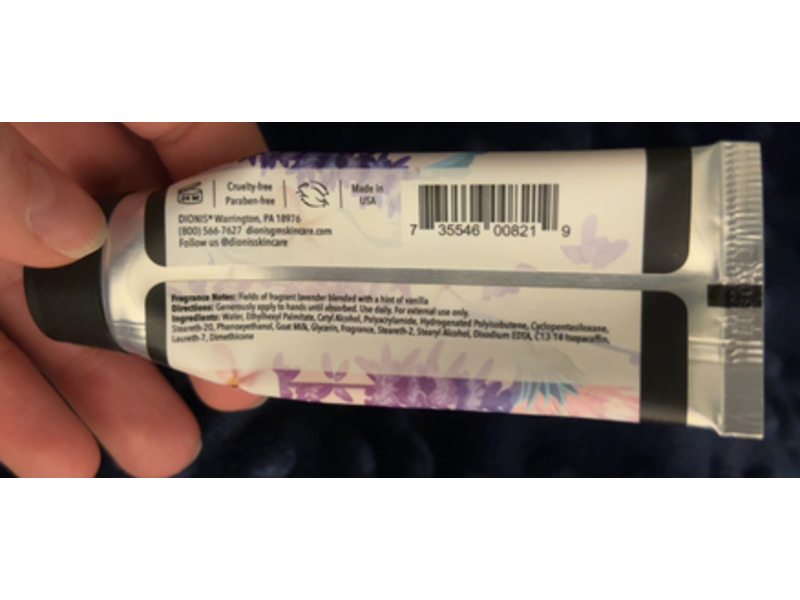 24 M
Cruelty-free
Paraben-free
Made in
USA
DIONIS® Warrington, PA 18976
(800) 566-7627 dionisgmskincare.com
Follow us @dionisskincare
7 35546 00821 9
Fragrance Notes: Fields of fragrant lavender blended with a hint of vanilla
Directions: Generously apply to hands until absorbed. Use daily. For external use only.
Ingredients: Water, Ethylhexyl Palmitate, Cetyl Alcohol, Polyacrylamide, Hydrogenated Polyisobutene, Cyclopentasiloxane,
Steareth-20, Phenoxyethanol, Goat Milk, Glycerin, Fragrance, Steareth-2, Stearyl Alcohol, Disodium EDTA, C13-14 Isoparaffin,
Laureth-7, Dimethicone